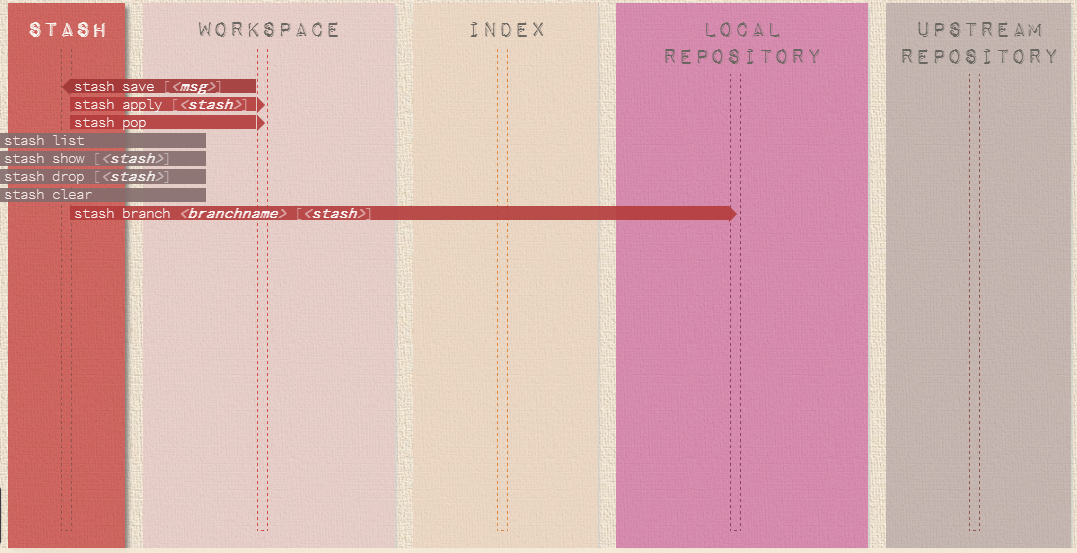 STASH
WORKSPACE
INDEX
LOCAL
REPOSITORY
UPSTREAM
REPOSITORY
stash save [<msg>]
stash apply [<stash>]
stash pop
stash list
stash show [<stash>]
stash drop [<stash>]
stash clear
stash branch <branchname> [<stash>]